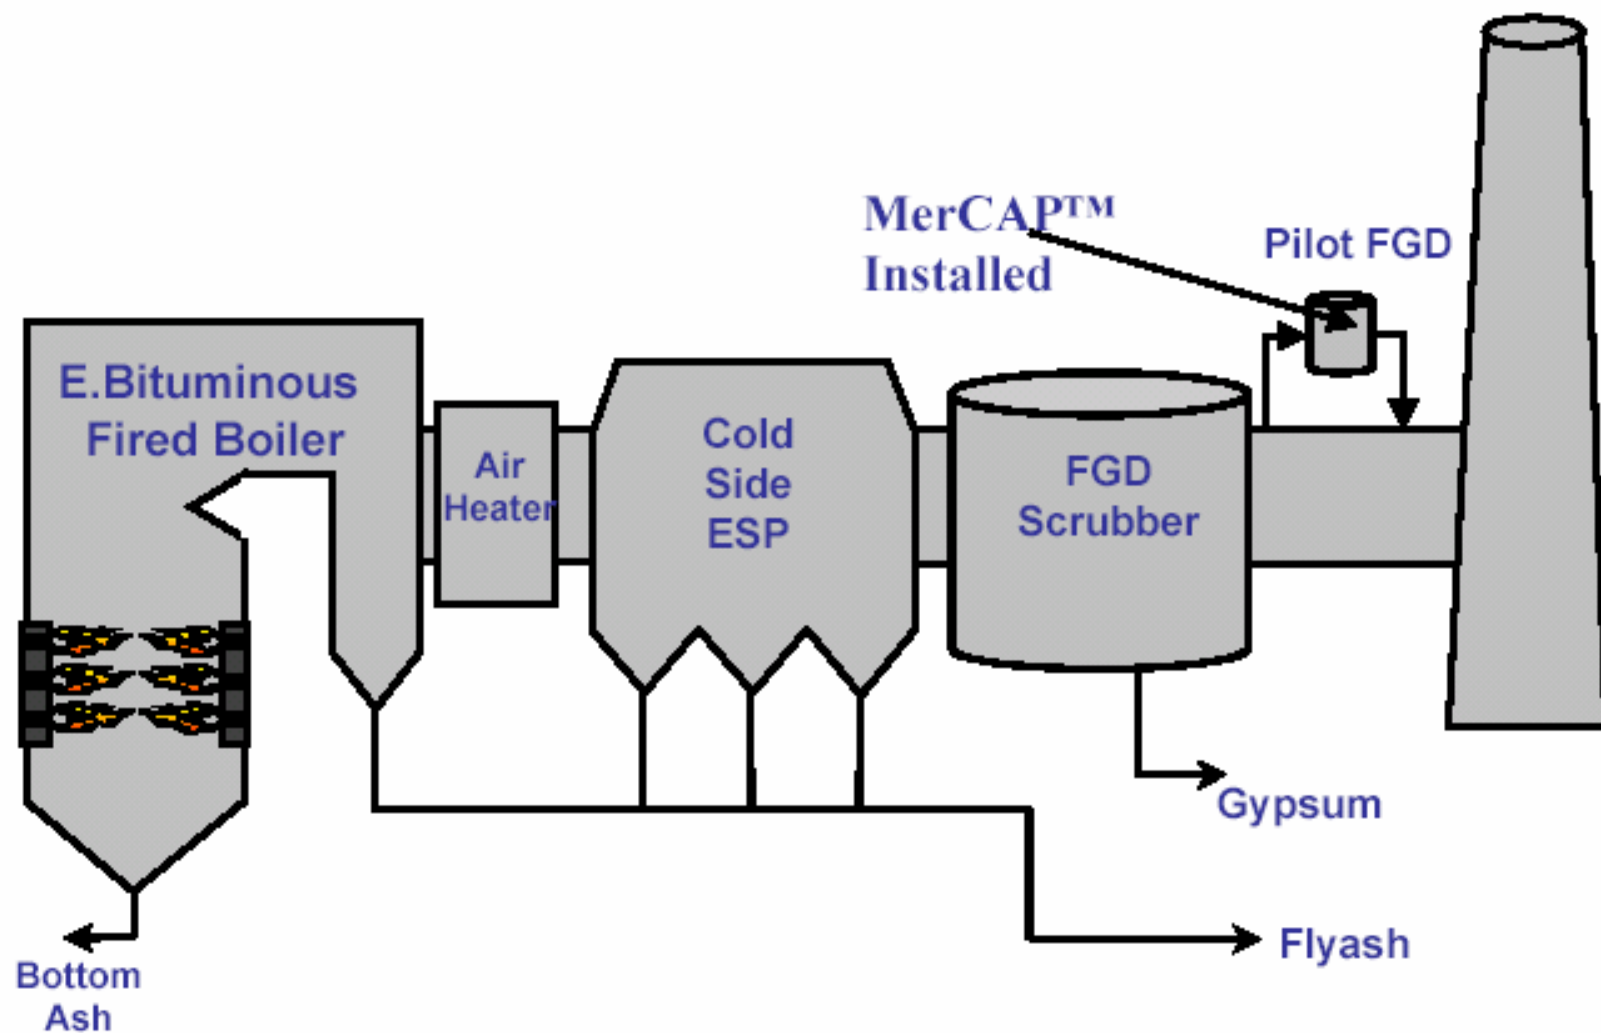 MerCAP™
Installed
Pilot FGD
E.Bituminous
Fired Boiler
Air
Heater
Cold
Side
ESP
FGD
Scrubber
Gypsum
Flyash
Bottom
Ash